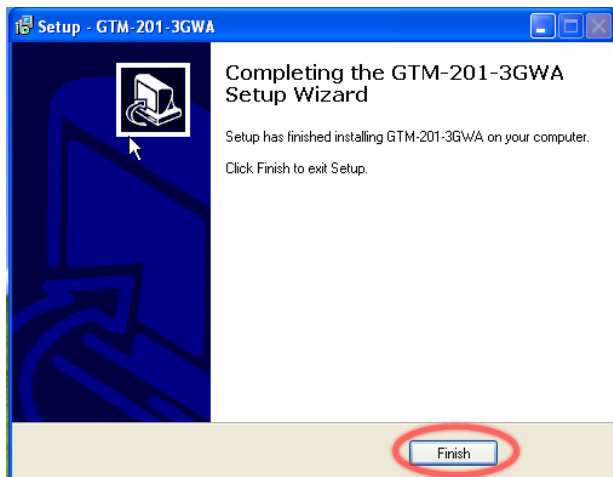 Setup - GTM-201-3GWA
Completing the GTM-201-3GWA
Setup Wizard
Setup has finished installing GTM-201-3GWA on your computer.
Click Finish to exit Setup.
Finish